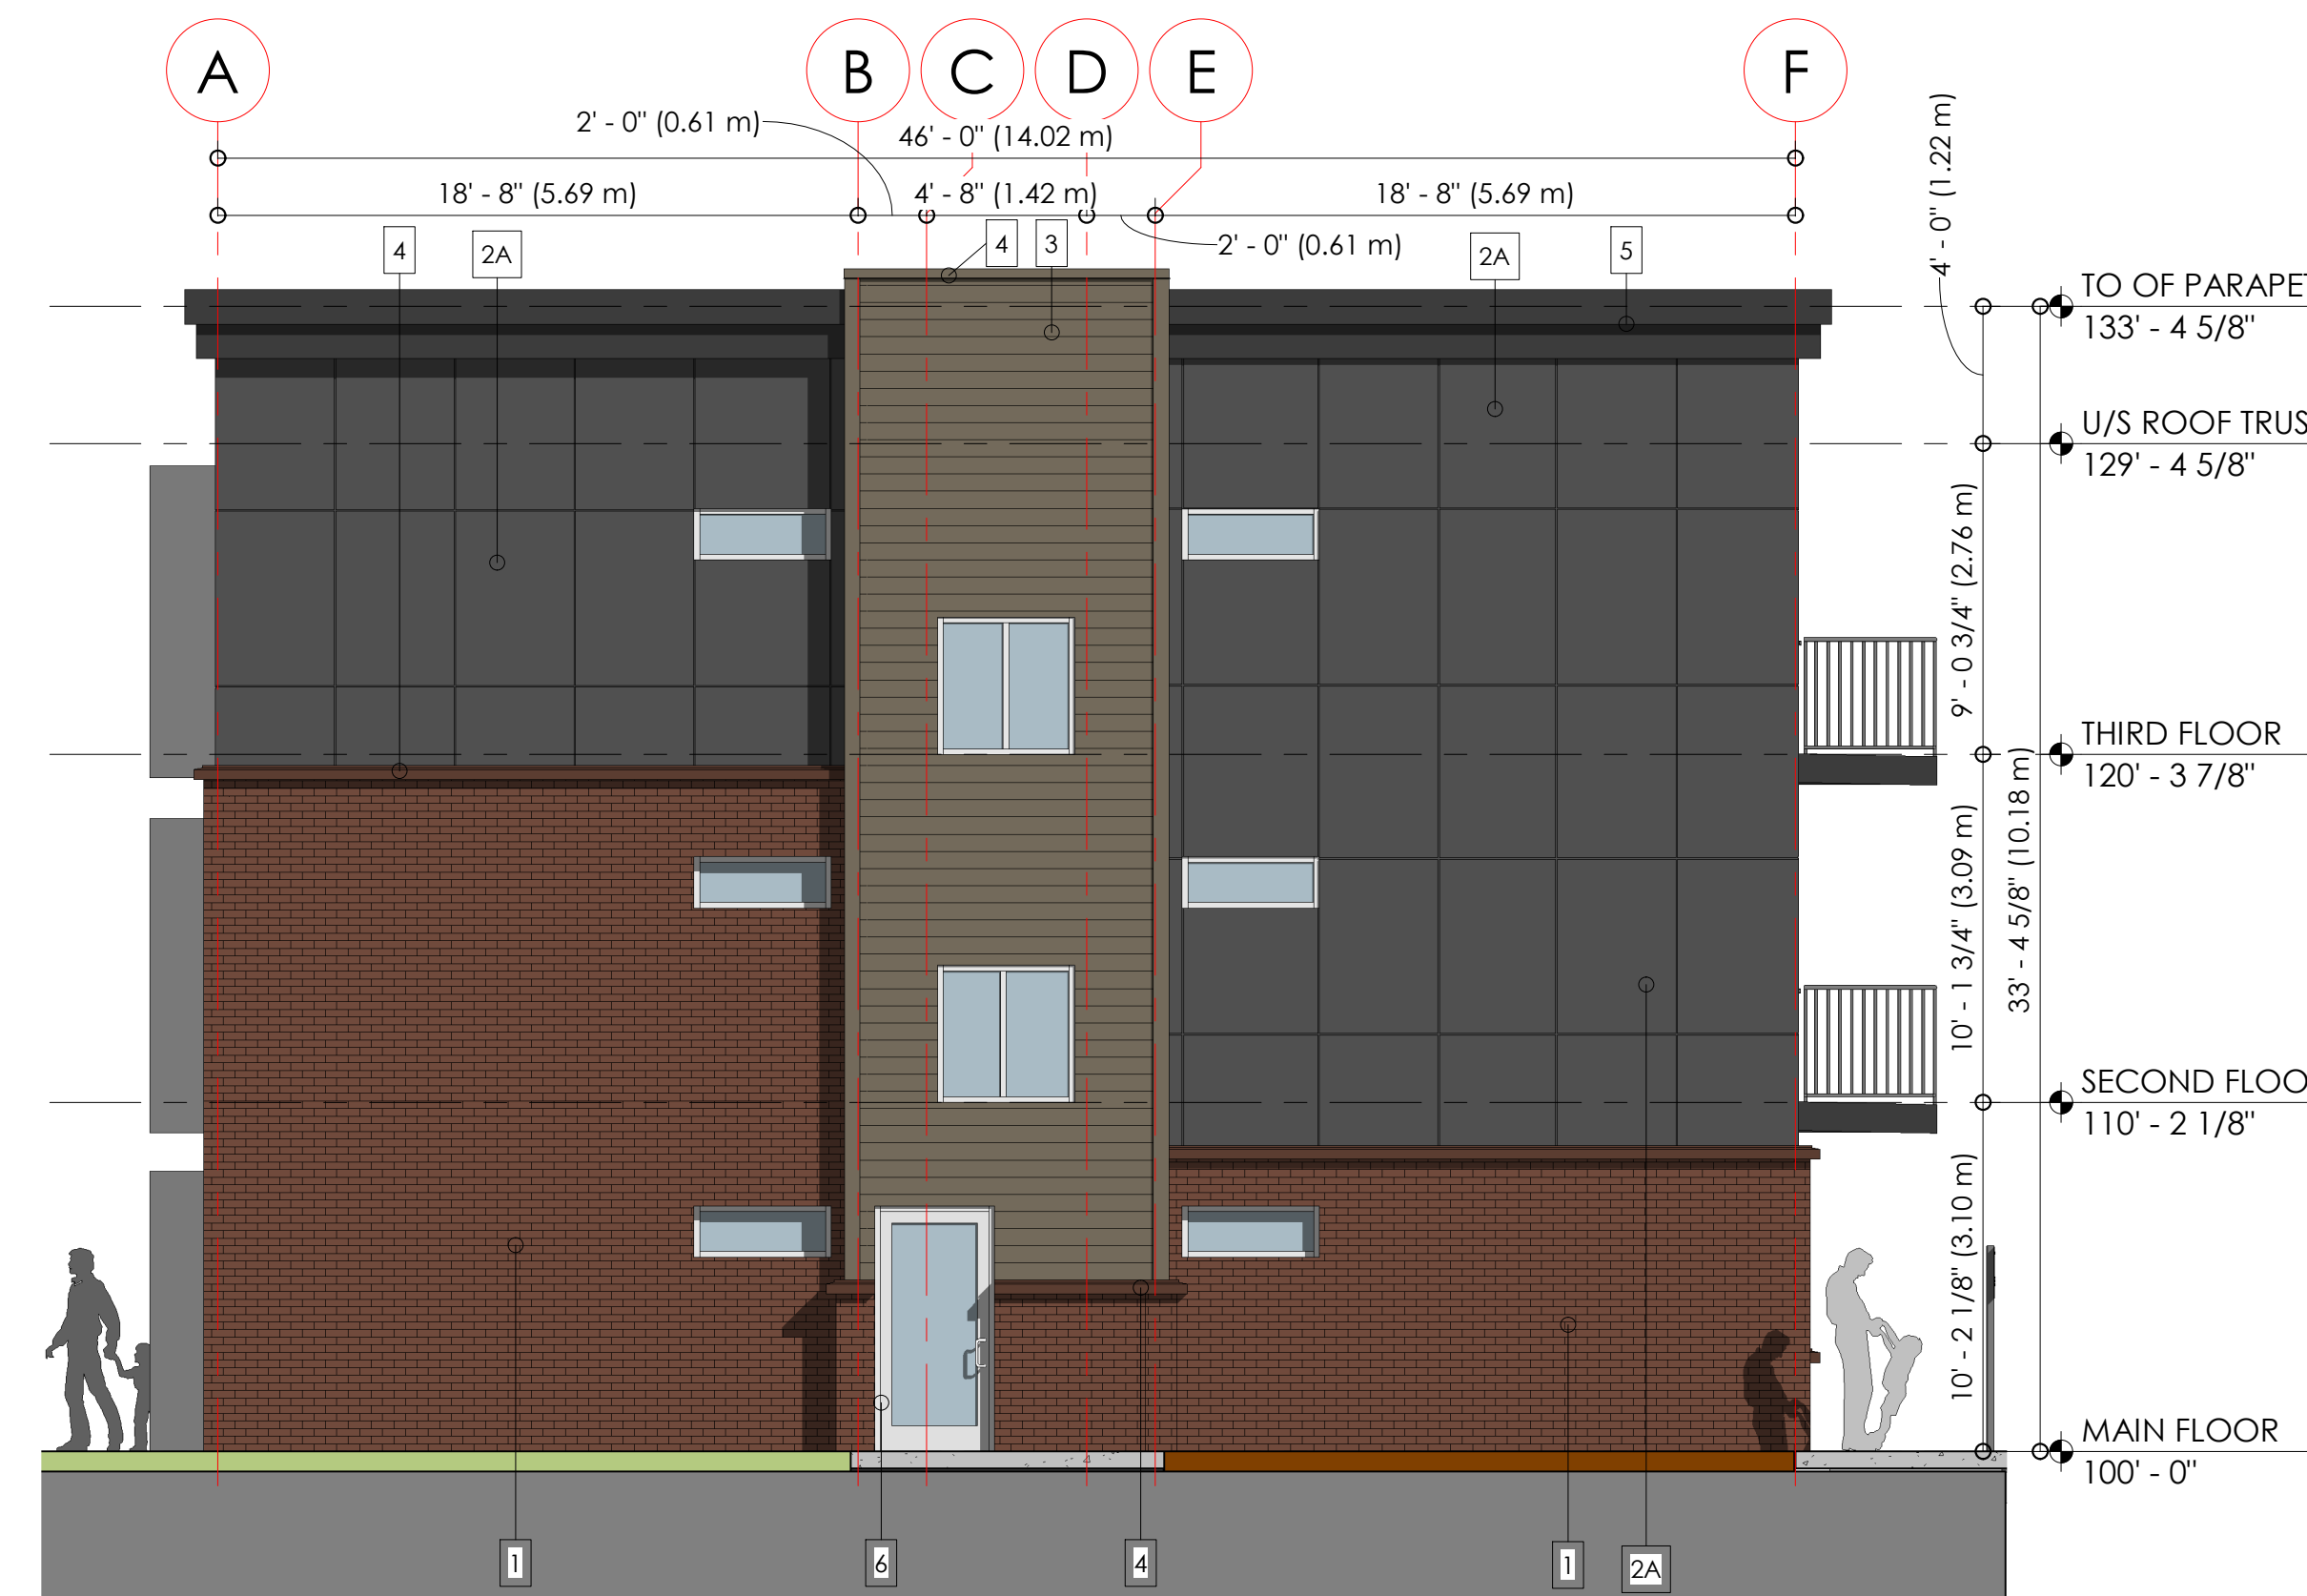 A B C D E F
2' - 0" (0.61 m)
46' - 0" (14.02 m)
18' - 8" (5.69 m) 4' - 8" (1.42 m) 18' - 8" (5.69 m)
2' - 0" (0.61 m)
4' - 0" (1.22 m)
4 2A 4 3 2A 5
TO OF PARAPE
133' - 4 5/8"
U/S ROOF TRUS
129' - 4 5/8"
9' - 0 3/4" (2.76 m)
THIRD FLOOR
120' - 3 7/8"
10' - 1 3/4" (3.09 m)
33' - 4 5/8" (10.18 m)
SECOND FLOO
110' - 2 1/8"
10' - 2 1/8" (3.10 m)
MAIN FLOOR
100' - 0"
1 6 4 1 2A